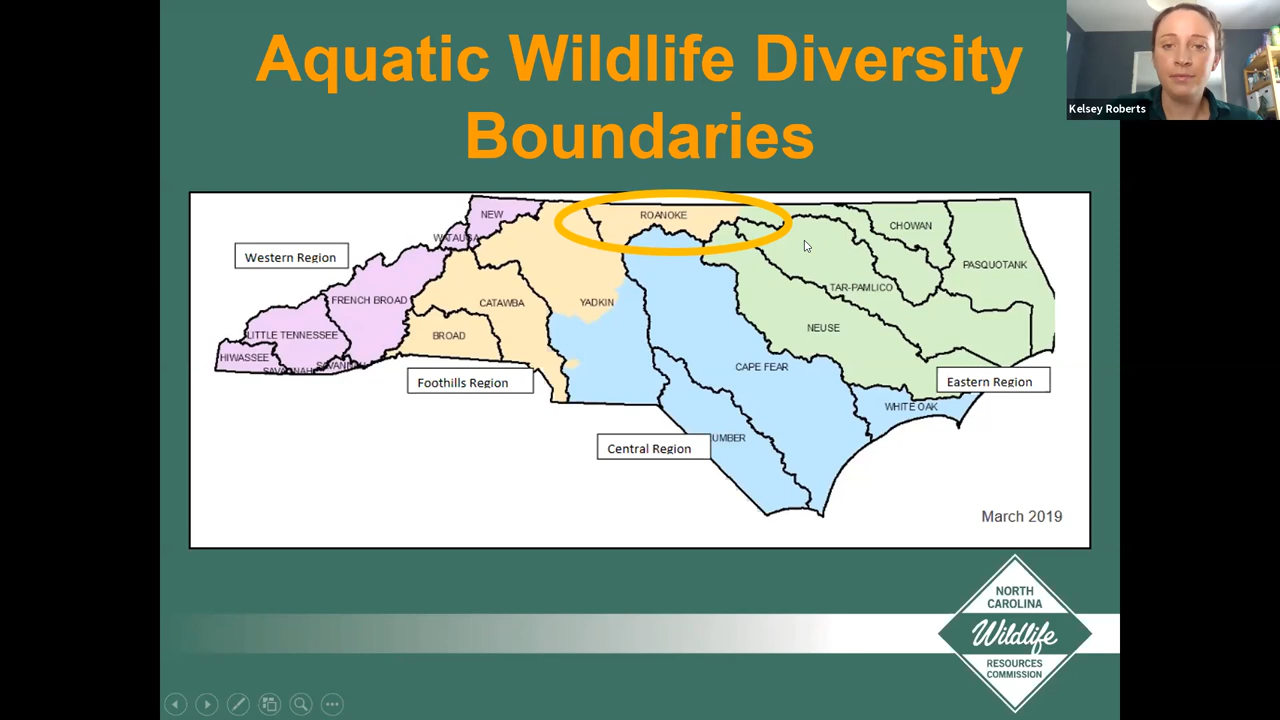 Aquatic Wildlife Diversity
Boundaries
Kelsey Roberts
NEW
ROANOKE
WATAUGA
CHOWAN
Western Region
PASQUOTANK
FRENCH BROAD
CATAWBA
YADKIN
TAR-PAMLICO
LITTLE TENNESSEE
BROAD
NEUSE
HIWASSEE
SAVANNAH
SAVANNAH
CAPE FEAR
Foothills Region
Eastern Region
WHITE OAK
Central Region
UMBER
March 2019
NORTH
CAROLINA
Wildlife
RESOURCES
COMMISSION